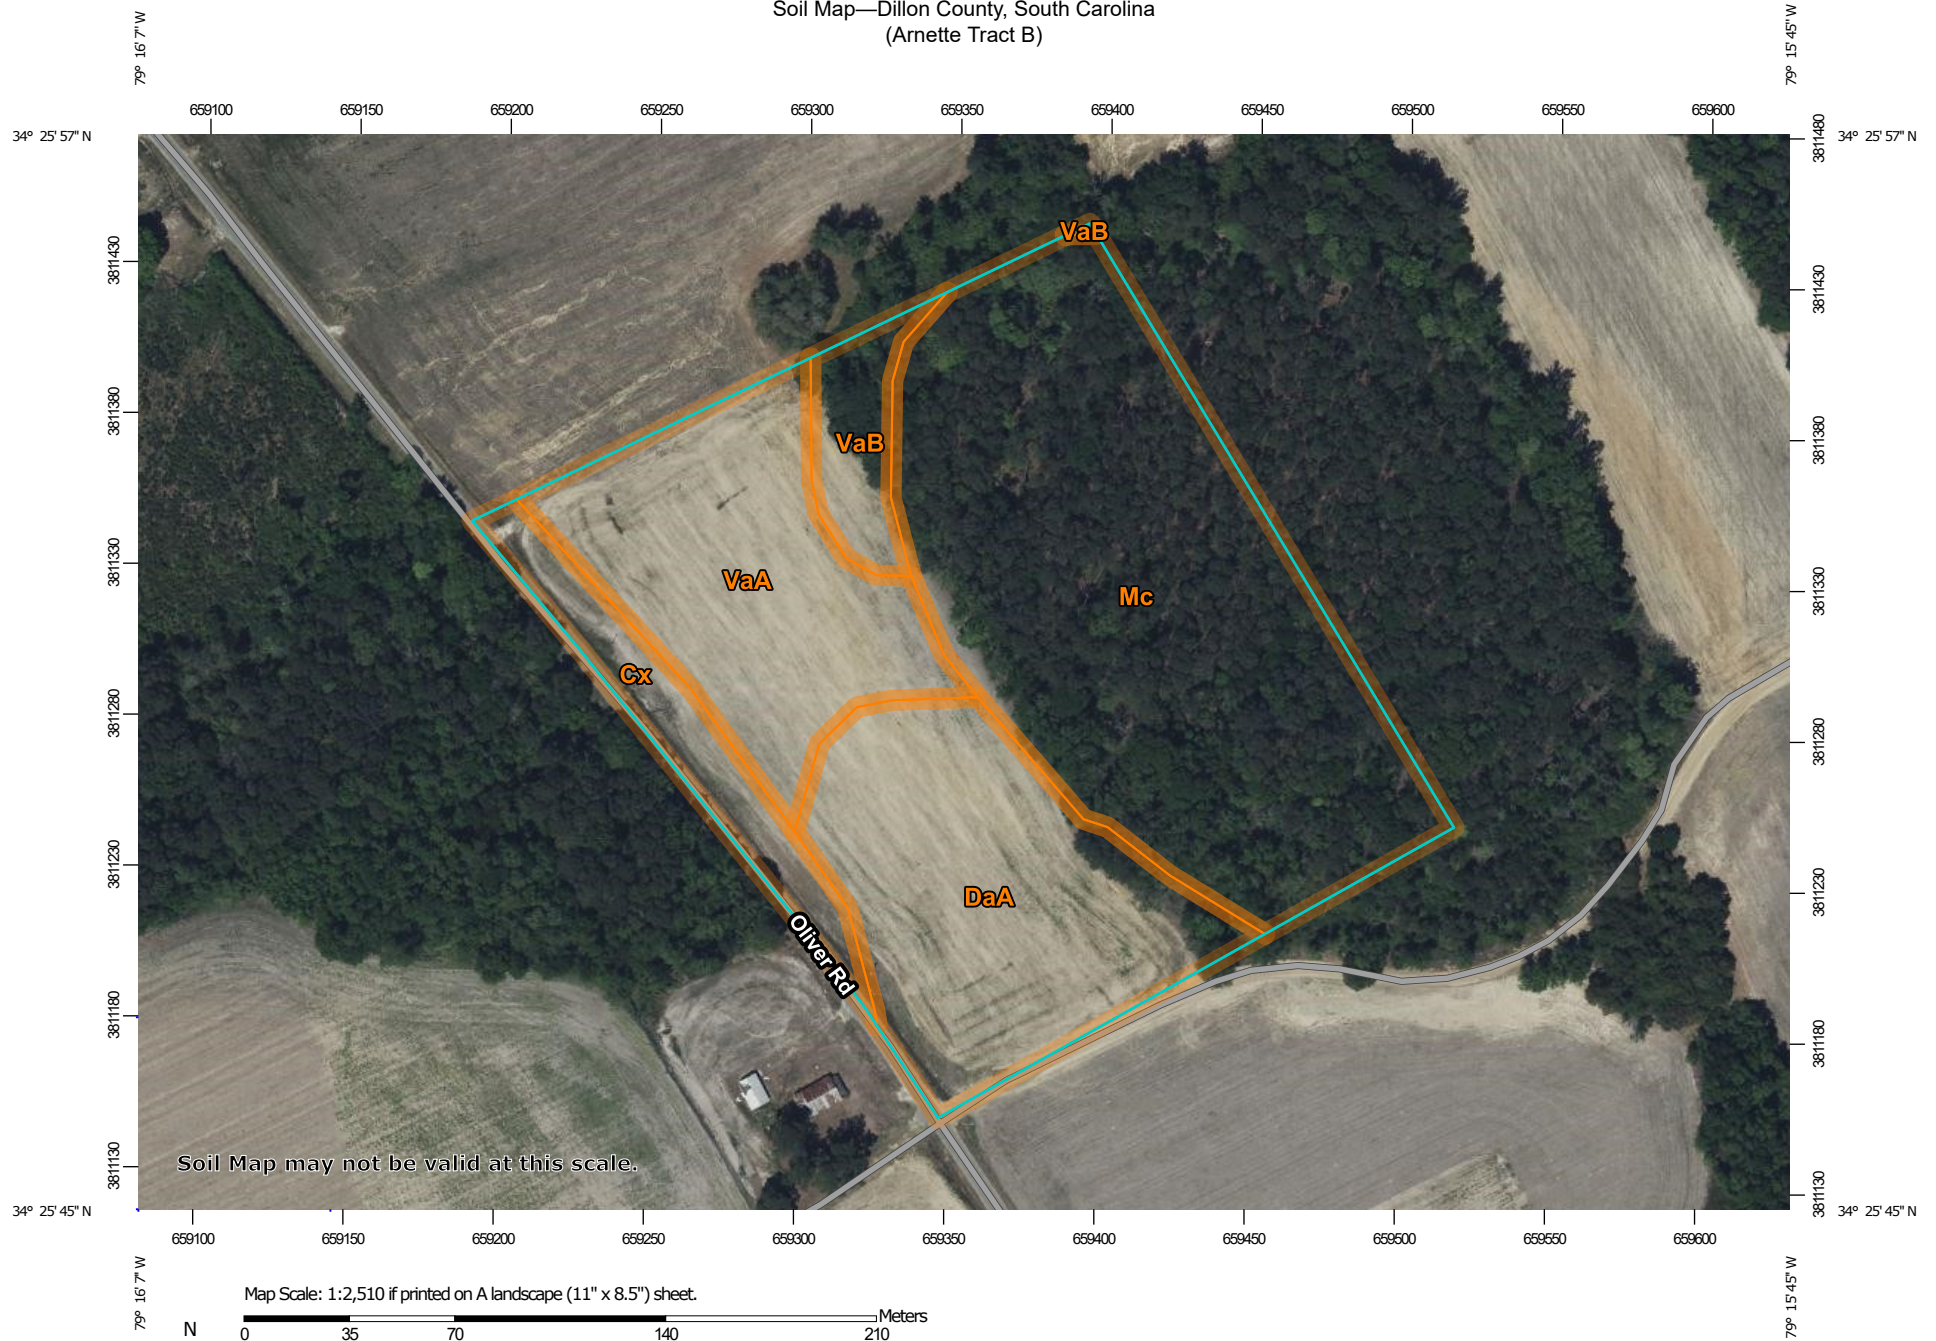 Soil Map—Dillon County, South Carolina
(Arnette Tract B)
79° 16' 7'' W
79° 15' 45'' W
659100 659150 659200 659250 659300 659350 659400 659450 659500 659550 659600
34° 25' 57'' N
34° 25' 57'' N
3811480
3811430
3811430
3811380
3811380
3811330
3811330
3811280
3811280
3811230
3811230
3811180
3811180
3811130
3811130
VaB
VaB
VaA
Mc
Cx
DaA
Oliver Rd
Soil Map may not be valid at this scale.
34° 25' 45'' N
34° 25' 45'' N
659100 659150 659200 659250 659300 659350 659400 659450 659500 659550 659600
79° 16' 7'' W
79° 15' 45'' W
Map Scale: 1:2,510 if printed on A landscape (11" x 8.5") sheet.
Meters
N 0 35 70 140 210